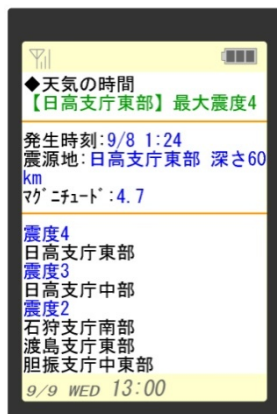 ◆天気の時間
【日高支庁東部】最大震度4
発生時刻:9/8 1:24
震源地:日高支庁東部 深さ60
km
ﾏｸﾞﾆﾁｭｰﾄﾞ:4.7
震度4
日高支庁東部
震度3
日高支庁中部
震度2
石狩支庁南部
渡島支庁東部
胆振支庁中東部
9/9 WED 13:00